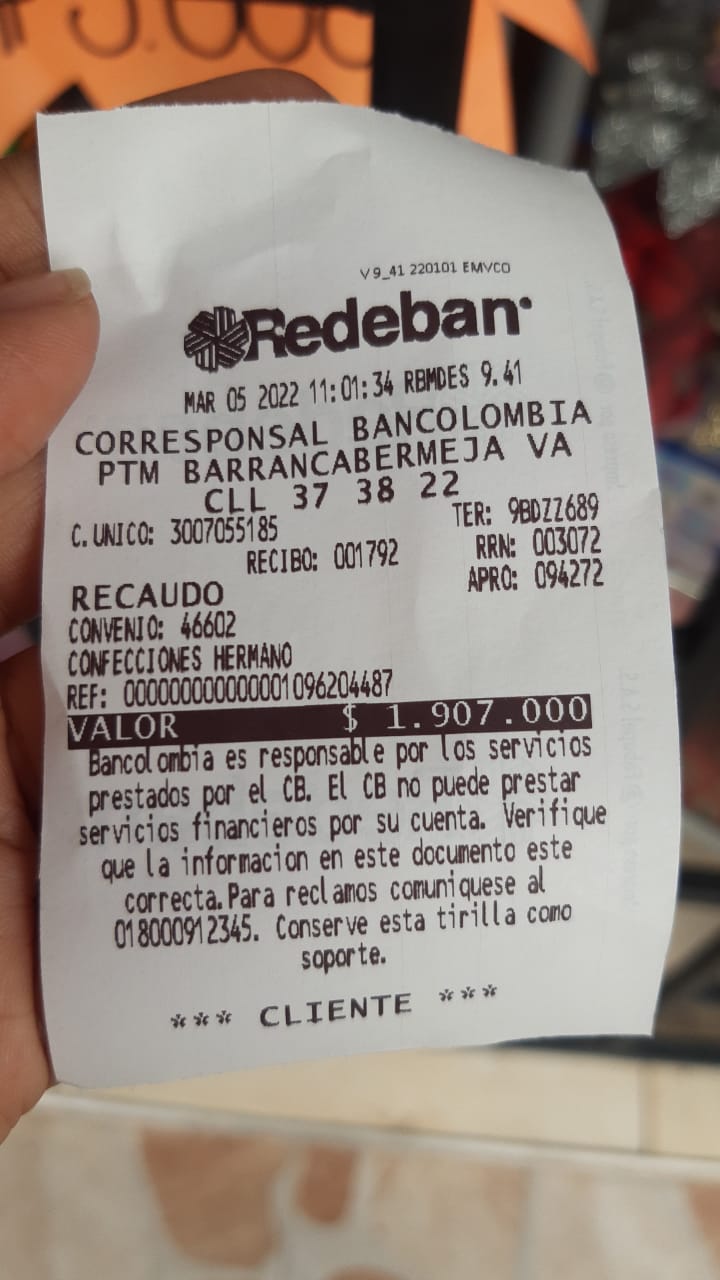 V9_41 220101 EMVCO
Redeban
MAR 05 2022 11:01:34 RBMDES 9.41
CORRESPONSAL BANCOLOMBIA
PTM BARRANCABERMEJA VA
CLL 37 38 22
C.UNICO: 3007055185 TER: 9BDZZ689
RECIBO: 001792 RRN: 003072
APRO: 094272
RECAUDO
CONVENIO: 46602
CONFECCIONES HERMANO
REF: 00000000000001096204487
VALOR $ 1.907.000
Bancolombia es responsable por los servicios
prestados por el CB. El CB no puede prestar
servicios financieros por su cuenta. Verifique
que la informacion en este documento este
correcta.Para reclamos comuniquese al
018000912345. Conserve esta tirilla como
soporte.
*** CLIENTE ***